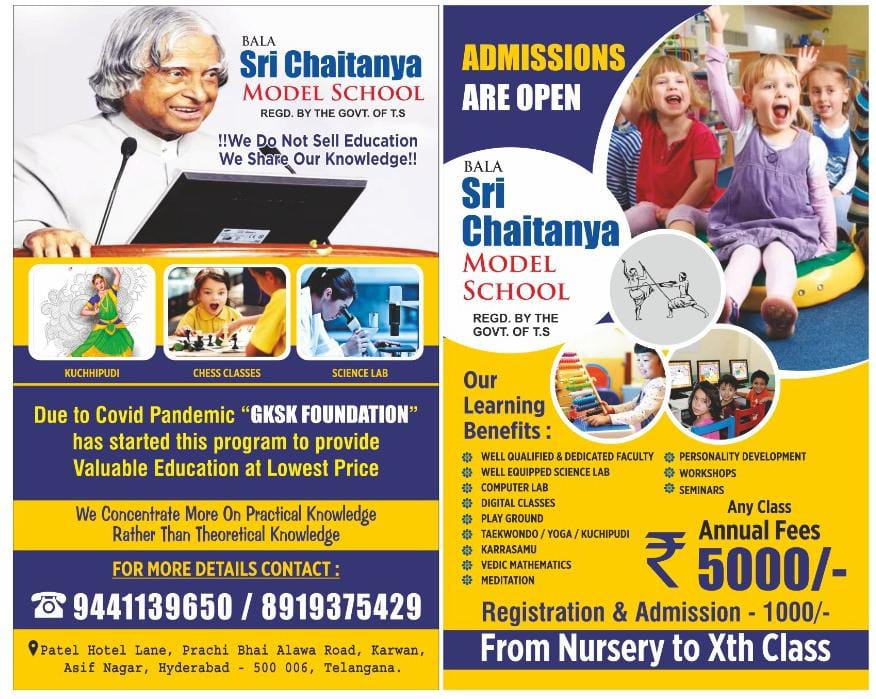 BALA
Sri Chaitanya
MODEL SCHOOL
REGD. BY THE GOVT. OF T.S
!!We Do Not Sell Education
We Share Our Knowledge!!
KUCHHIPUDI
CHESS CLASSES
SCIENCE LAB
Due to Covid Pandemic “GKSK FOUNDATION”
has started this program to provide
Valuable Education at Lowest Price
We Concentrate More On Practical Knowledge
Rather Than Theoretical Knowledge
FOR MORE DETAILS CONTACT :
9441139650 / 8919375429
Patel Hotel Lane, Prachi Bhai Alawa Road, Karwan,
Asif Nagar, Hyderabad - 500 006, Telangana.
ADMISSIONS
ARE OPEN
BALA
Sri
Chaitanya
MODEL
SCHOOL
REGD. BY THE
GOVT. OF T.S
Our
Learning
Benefits :
WELL QUALIFIED & DEDICATED FACULTY
WELL EQUIPPED SCIENCE LAB
COMPUTER LAB
DIGITAL CLASSES
PLAY GROUND
TAEKWONDO / YOGA / KUCHIPUDI
KARRASAMU
VEDIC MATHEMATICS
MEDITATION
PERSONALITY DEVELOPMENT
WORKSHOPS
SEMINARS
Any Class
Annual Fees
₹ 5000/-
Registration & Admission - 1000/-
From Nursery to Xth Class